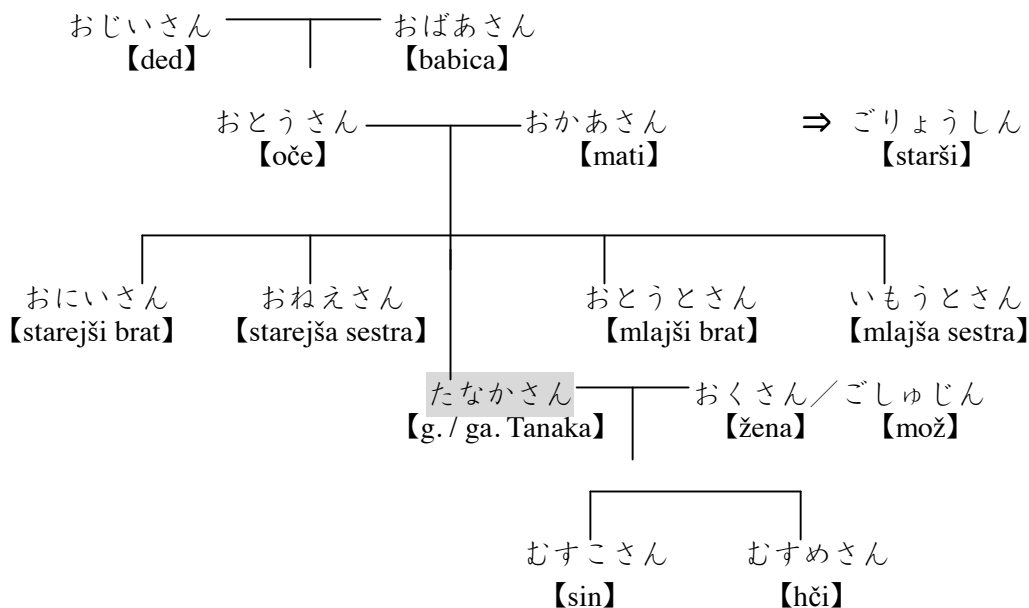 おじいさん おばあさん
【ded】 【babica】
おとうさん おかあさん ⇒ ごりょうしん
【oče】 【mati】 【starši】
おにいさん おねえさん おとうとさん いもうとさん
【starejši brat】 【starejša sestra】 【mlajši brat】 【mlajša sestra】
たなかさん おくさん／ごしゅじん
【g. / ga. Tanaka】 【žena】 【mož】
むすこさん むすめさん
【sin】 【hči】